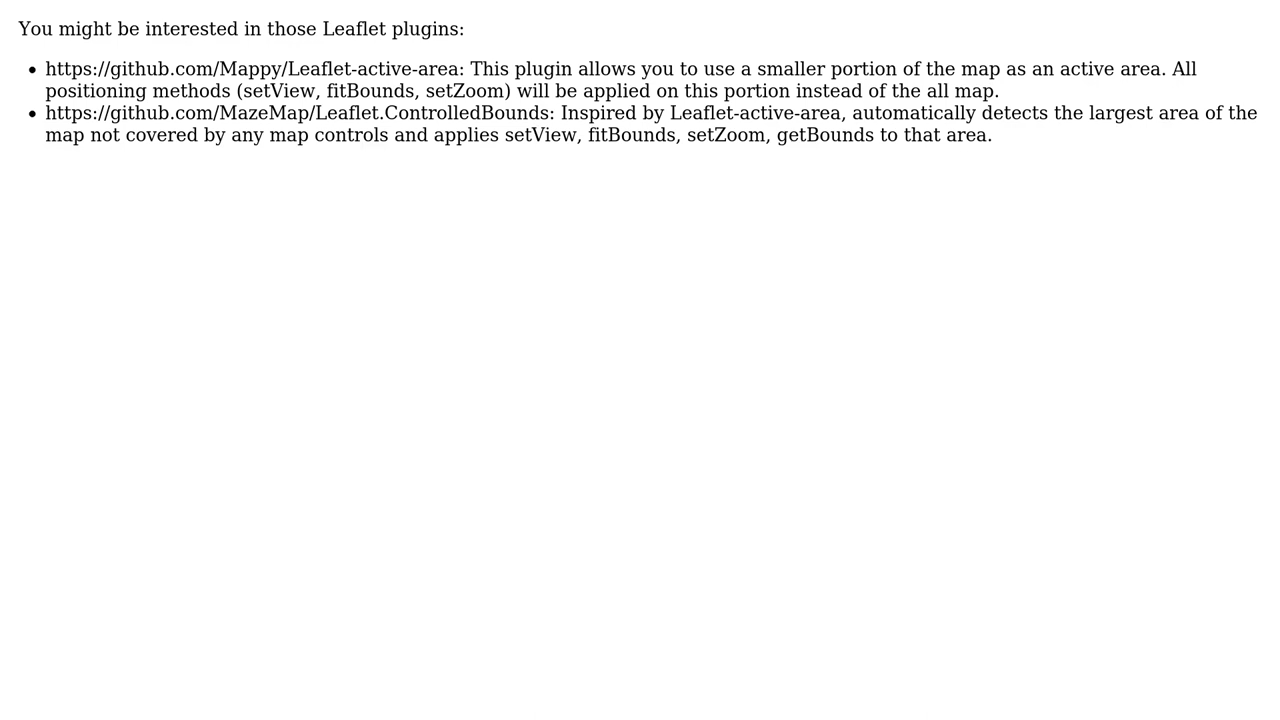 You might be interested in those Leaflet plugins:
• https://github.com/Mappy/Leaflet-active-area: This plugin allows you to use a smaller portion of the map as an active area. All
positioning methods (setView, fitBounds, setZoom) will be applied on this portion instead of the all map.
• https://github.com/MazeMap/Leaflet.ControlledBounds: Inspired by Leaflet-active-area, automatically detects the largest area of the
map not covered by any map controls and applies setView, fitBounds, setZoom, getBounds to that area.